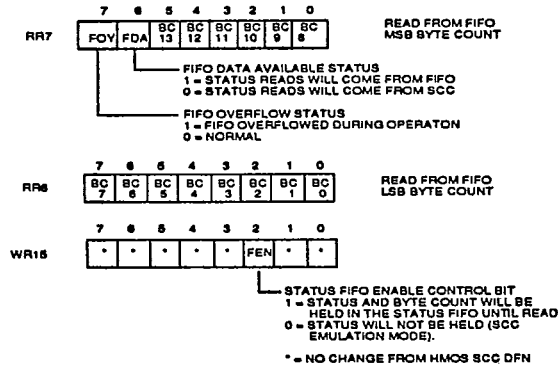 7 6 5 4 3 2 1 0
RR7 FOY FDA BC 13 BC 12 BC 11 BC 10 BC 9 BC 8
READ FROM FIFO
MSB BYTE COUNT
FIFO DATA AVAILABLE STATUS
1 = STATUS READS WILL COME FROM FIFO
0 = STATUS READS WILL COME FROM SCC
FIFO OVERFLOW STATUS
1 = FIFO OVERFLOWED DURING OPERATON
0 = NORMAL
7 6 5 4 3 2 1 0
RR6 BC 7 BC 6 BC 5 BC 4 BC 3 BC 2 BC 1 BC 0
READ FROM FIFO
LSB BYTE COUNT
7 6 5 4 3 2 1 0
WR15 * * * * * FEN * *
STATUS FIFO ENABLE CONTROL BIT
1 = STATUS AND BYTE COUNT WILL BE
HELD IN THE STATUS FIFO UNTIL READ
0 = STATUS WILL NOT BE HELD (SCC
EMULATION MODE).
* = NO CHANGE FROM HMOS SCC DFN